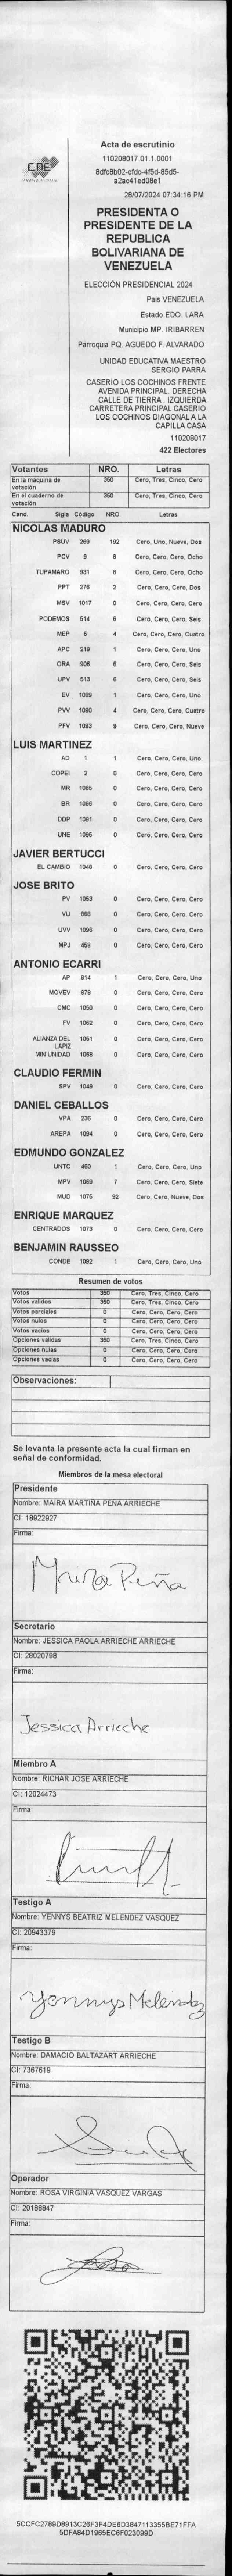 CNE
Acta de escrutinio
110208017.01.1.0001
8dfc8b02-cfdc-4f5d-85d5-
a2ac41ed08e1
28/07/2024 07:34:16 PM
PRESIDENTA O
PRESIDENTE DE LA
REPUBLICA
BOLIVARIANA DE
VENEZUELA
ELECCIÓN PRESIDENCIAL 2024
Pais VENEZUELA
Estado EDO. LARA
Municipio MP. IRIBARREN
Parroquia PQ. AGUEDO F. ALVARADO
UNIDAD EDUCATIVA MAESTRO
SERGIO PARRA
CASERIO LOS COCHINOS FRENTE
AVENIDA PRINCIPAL. DERECHA
CALLE DE TIERRA . IZQUIERDA
CARRETERA PRINCIPAL CASERIO
LOS COCHINOS DIAGONAL A LA
CAPILLA CASA
110208017
422 Electores
Votantes NRO. Letras
En la máquina de votación 350 Cero, Tres, Cinco, Cero
En el cuaderno de votación 350 Cero, Tres, Cinco, Cero
Cand. Sigla Código NRO. Letras
NICOLAS MADURO
PSUV 269 192 Cero, Uno, Nueve, Dos
PCV 9 8 Cero, Cero, Cero, Ocho
TUPAMARO 931 8 Cero, Cero, Cero, Ocho
PPT 276 2 Cero, Cero, Cero, Dos
MSV 1017 0 Cero, Cero, Cero, Cero
PODEMOS 514 6 Cero, Cero, Cero, Seis
MEP 6 4 Cero, Cero, Cero, Cuatro
APC 219 1 Cero, Cero, Cero, Uno
ORA 906 6 Cero, Cero, Cero, Seis
UPV 513 6 Cero, Cero, Cero, Seis
EV 1089 1 Cero, Cero, Cero, Uno
PVV 1090 4 Cero, Cero, Cero, Cuatro
PFV 1093 9 Cero, Cero, Cero, Nueve
LUIS MARTINEZ
AD 1 1 Cero, Cero, Cero, Uno
COPEI 2 0 Cero, Cero, Cero, Cero
MR 1065 0 Cero, Cero, Cero, Cero
BR 1066 0 Cero, Cero, Cero, Cero
DDP 1091 0 Cero, Cero, Cero, Cero
UNE 1095 0 Cero, Cero, Cero, Cero
JAVIER BERTUCCI
EL CAMBIO 1046 0 Cero, Cero, Cero, Cero
JOSE BRITO
PV 1053 0 Cero, Cero, Cero, Cero
VU 868 0 Cero, Cero, Cero, Cero
UVV 1096 0 Cero, Cero, Cero, Cero
MPJ 458 0 Cero, Cero, Cero, Cero
ANTONIO ECARRI
AP 814 1 Cero, Cero, Cero, Uno
MOVEV 979 0 Cero, Cero, Cero, Cero
CMC 1050 0 Cero, Cero, Cero, Cero
FV 1062 0 Cero, Cero, Cero, Cero
ALIANZA DEL LÁPIZ 1051 0 Cero, Cero, Cero, Cero
MIN UNIDAD 1068 0 Cero, Cero, Cero, Cero
CLAUDIO FERMIN
SPV 1049 0 Cero, Cero, Cero, Cero
DANIEL CEBALLOS
VPA 236 0 Cero, Cero, Cero, Cero
AREPA 1094 0 Cero, Cero, Cero, Cero
EDMUNDO GONZALEZ
UNTC 460 1 Cero, Cero, Cero, Uno
MPV 1069 7 Cero, Cero, Cero, Siete
MUD 1076 92 Cero, Cero, Nueve, Dos
ENRIQUE MARQUEZ
CENTRADOS 1073 0 Cero, Cero, Cero, Cero
BENJAMIN RAUSSEO
CONDE 1092 1 Cero, Cero, Cero, Uno
Resumen de votos
Votos 350 Cero, Tres, Cinco, Cero
Votos validos 350 Cero, Tres, Cinco, Cero
Votos parciales 0 Cero, Cero, Cero, Cero
Votos nulos 0 Cero, Cero, Cero, Cero
Votos vacios 0 Cero, Cero, Cero, Cero
Opciones validas 350 Cero, Tres, Cinco, Cero
Opciones nulas 0 Cero, Cero, Cero, Cero
Opciones vacias 0 Cero, Cero, Cero, Cero
Observaciones:
Se levanta la presente acta la cual firman en
señal de conformidad.
Miembros de la mesa electoral
Presidente
Nombre: MAIRA MARTIÑA PEÑA ARRIECHE
CI: 18922927
Firma:
Maira Peña
Secretario
Nombre: JESSICA PAOLA ARRIECHE ARRIECHE
CI: 28020798
Firma:
Jessica Arrieche
Miembro A
Nombre: RICHAR JOSE ARRIECHE
CI: 12024473
Firma:
Testigo A
Nombre: YENNYS BEATRIZ MELENDEZ VASQUEZ
CI: 20943379
Firma:
Yennys Melendez
Testigo B
Nombre: DAMACIO BALTAZART ARRIECHE
CI: 7367619
Firma:
Operador
Nombre: ROSA VIRGINIA VASQUEZ VARGAS
CI: 20188847
Firma:
5CCFC2789D8913C26F3F4DE6D3847113355BE71FFA
5DFA84D1965EC6F023099D